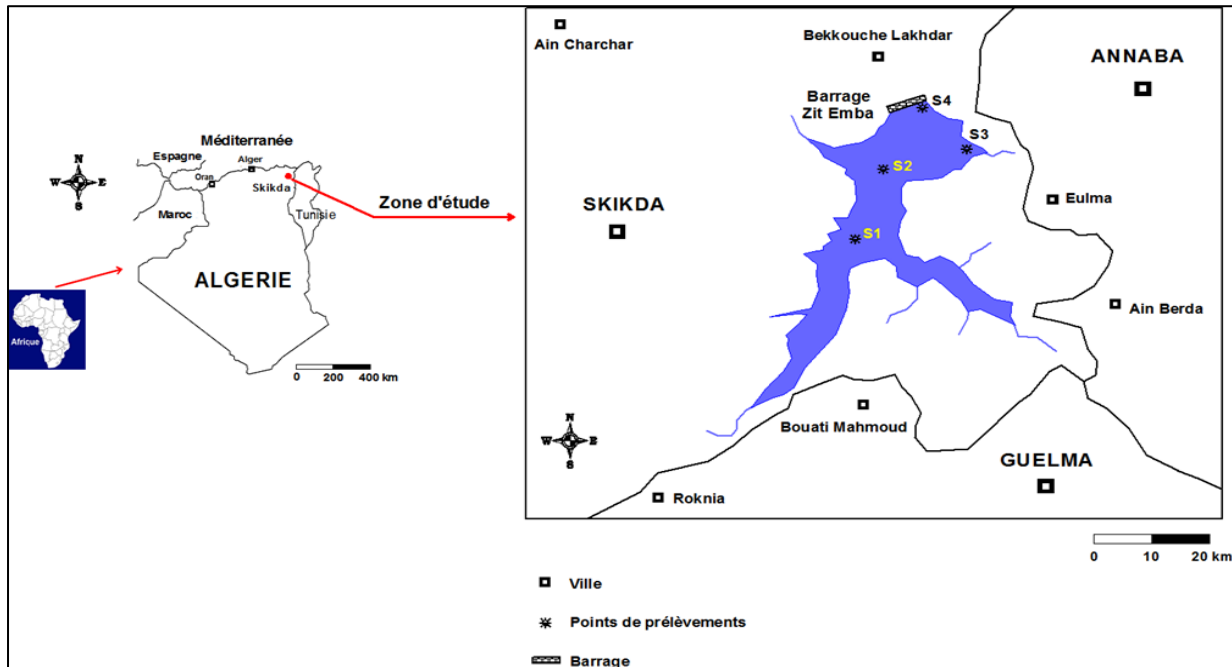 Méditerranée
Espagne
Alger
Oran
Skikda
Maroc
Tunisie
ALGERIE
Afrique
0 200 400 km
N
W E
S
Zone d'étude
Ain Charchar
Bekkouche Lakhdar
ANNABA
Barrage
Zit Emba
S4
S3
S2
SKIKDA
Eulma
S1
Ain Berda
N
W E
S
Bouati Mahmoud
GUELMA
Roknia
0 10 20 km
Ville
Points de prélèvements
Barrage